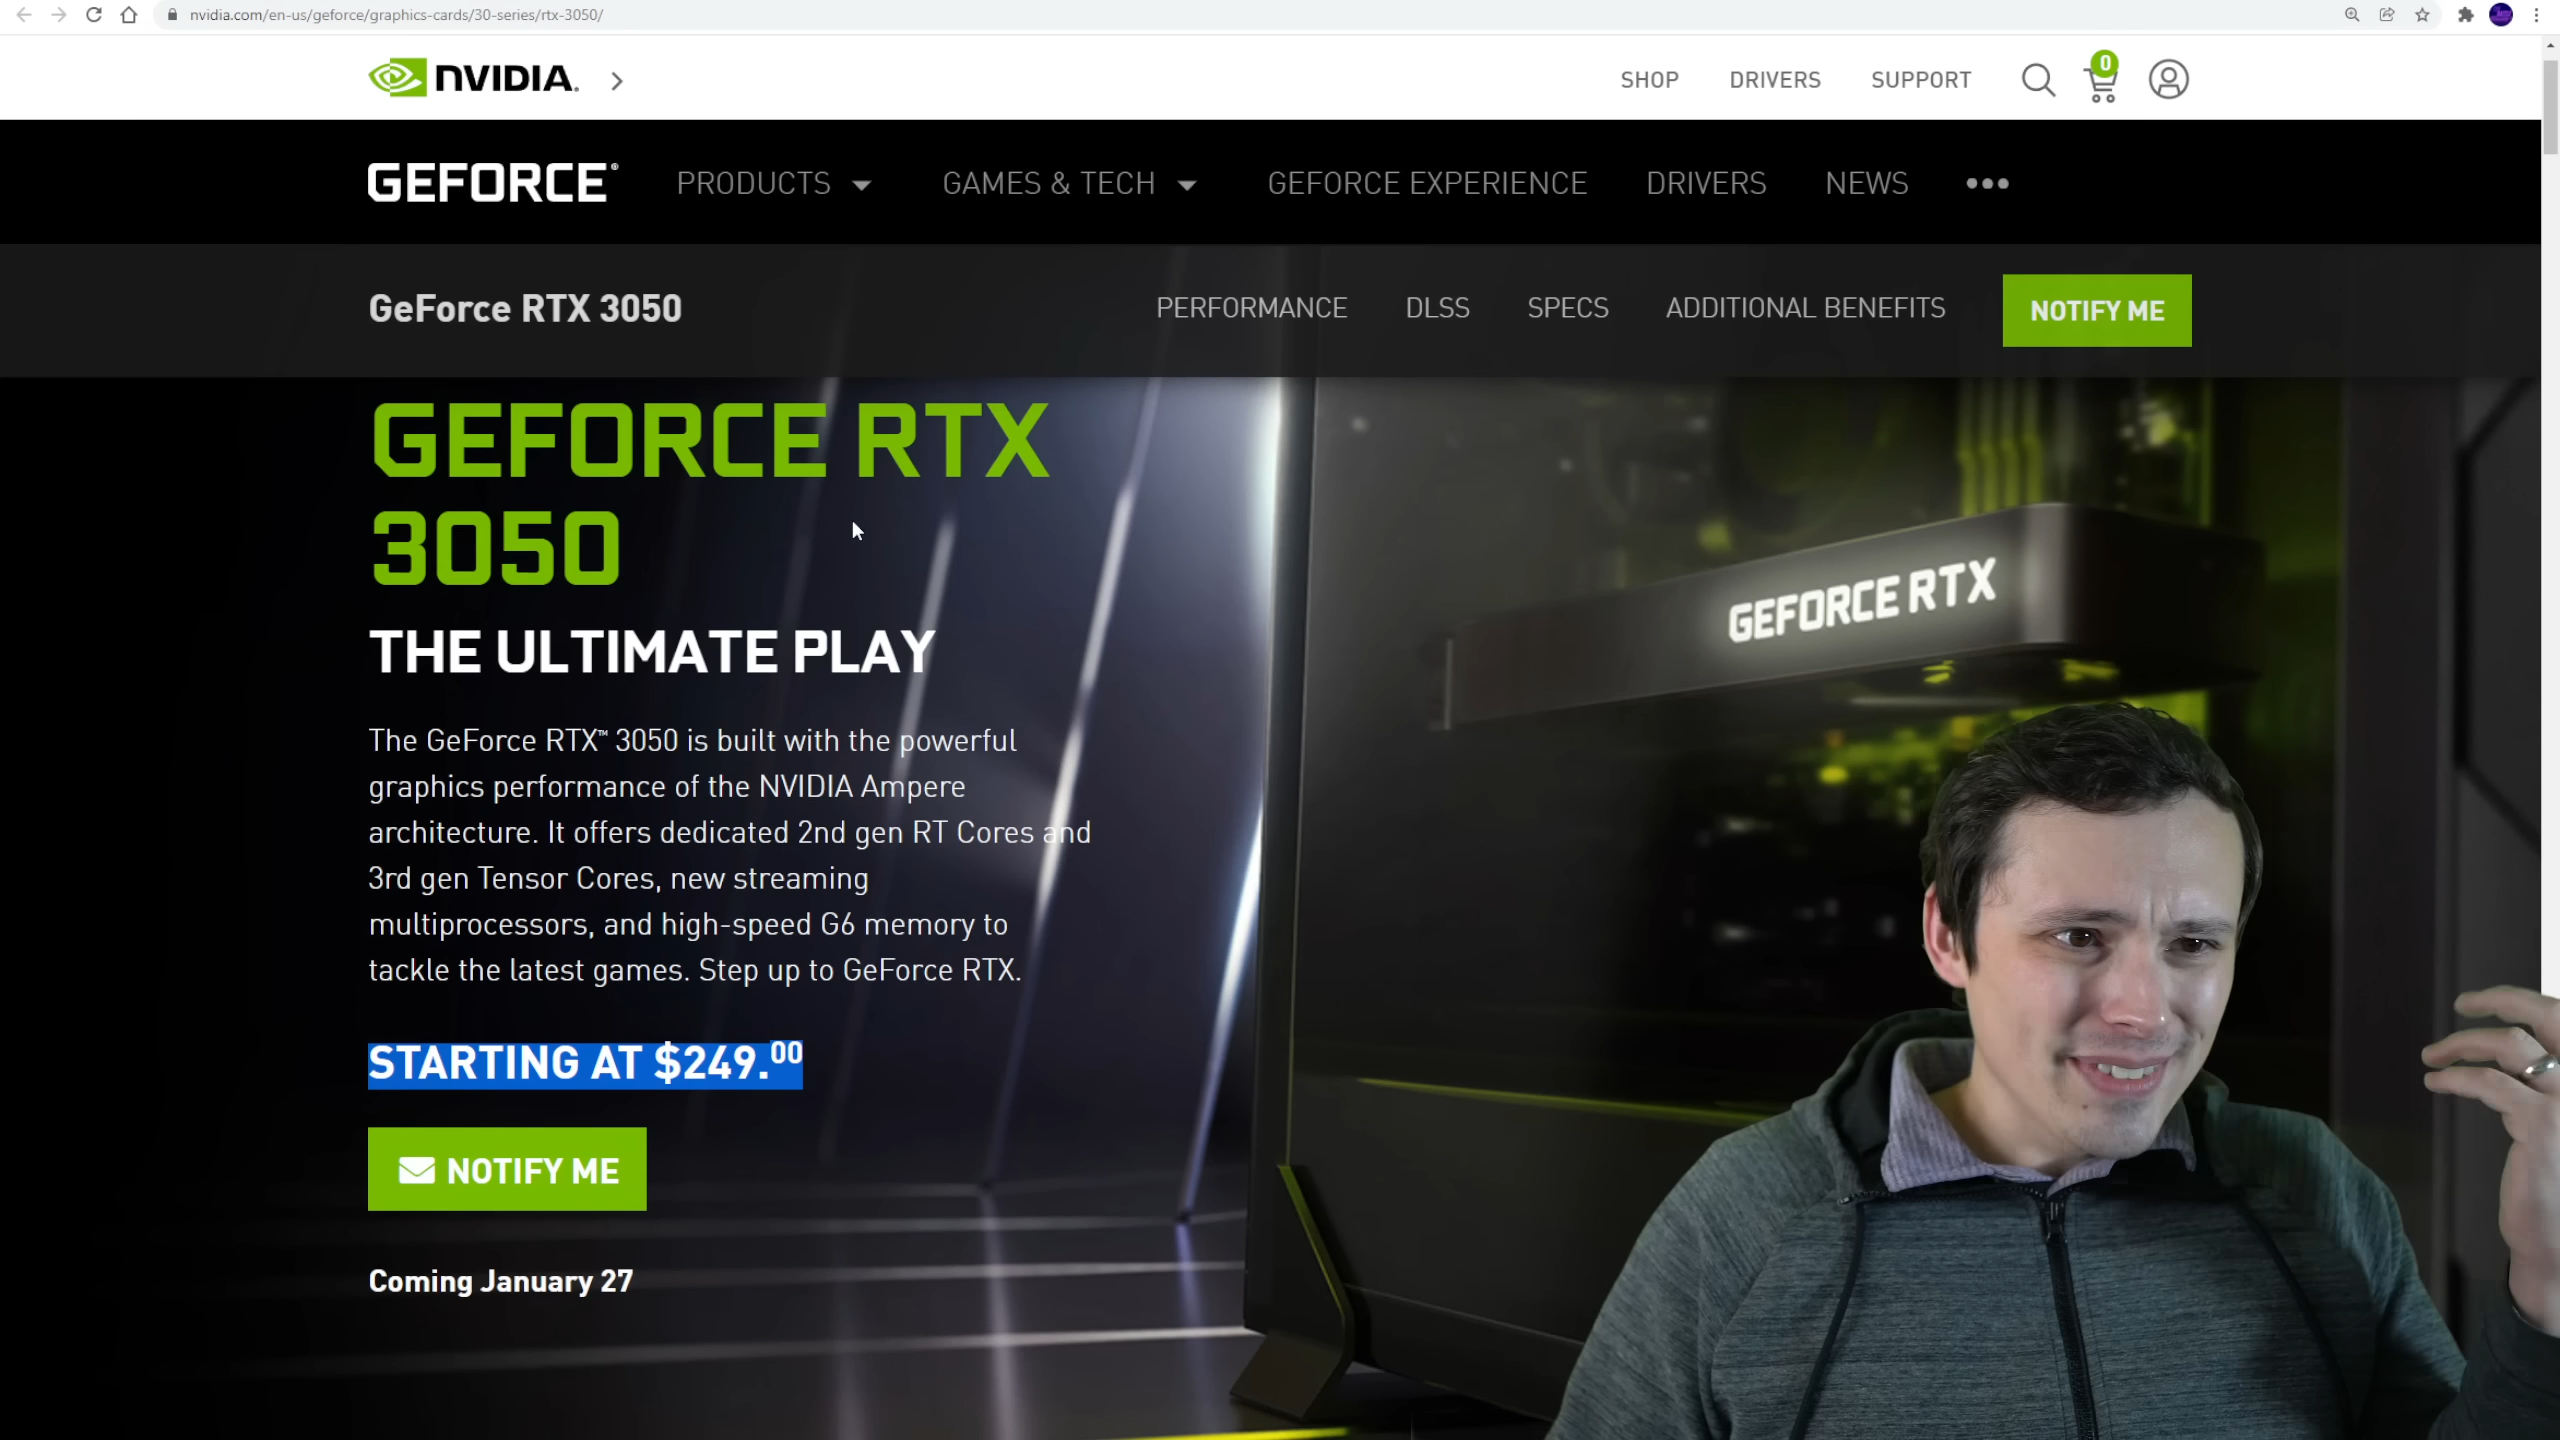 nvidia.com/en-us/geforce/graphics-cards/30-series/rtx-3050/
NVIDIA.
SHOP DRIVERS SUPPORT 0
GEFORCE® PRODUCTS GAMES & TECH GEFORCE EXPERIENCE DRIVERS NEWS •••
GeForce RTX 3050 PERFORMANCE DLSS SPECS ADDITIONAL BENEFITS NOTIFY ME
GEFORCE RTX
3050
THE ULTIMATE PLAY
The GeForce RTX™ 3050 is built with the powerful
graphics performance of the NVIDIA Ampere
architecture. It offers dedicated 2nd gen RT Cores and
3rd gen Tensor Cores, new streaming
multiprocessors, and high-speed G6 memory to
tackle the latest games. Step up to GeForce RTX.
STARTING AT $249.00
NOTIFY ME
Coming January 27
GEFORCE RTX